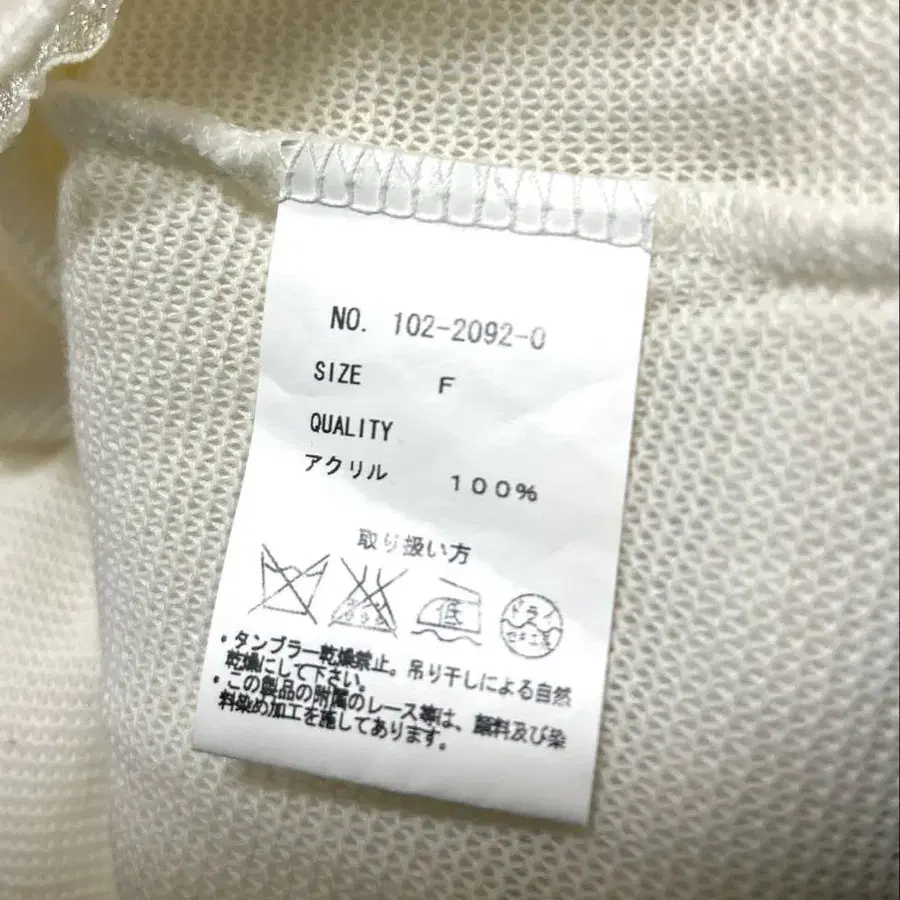 NO. 102-2092-0
SIZE F
QUALITY
アクリル 100%
取り扱い方
低
ドライ
セキユ系
・タンブラー乾燥禁止。吊り干しによる自然
乾燥にして下さい。
・この製品の附属のレース等は、顔料及び染
料染め加工を施してあります。